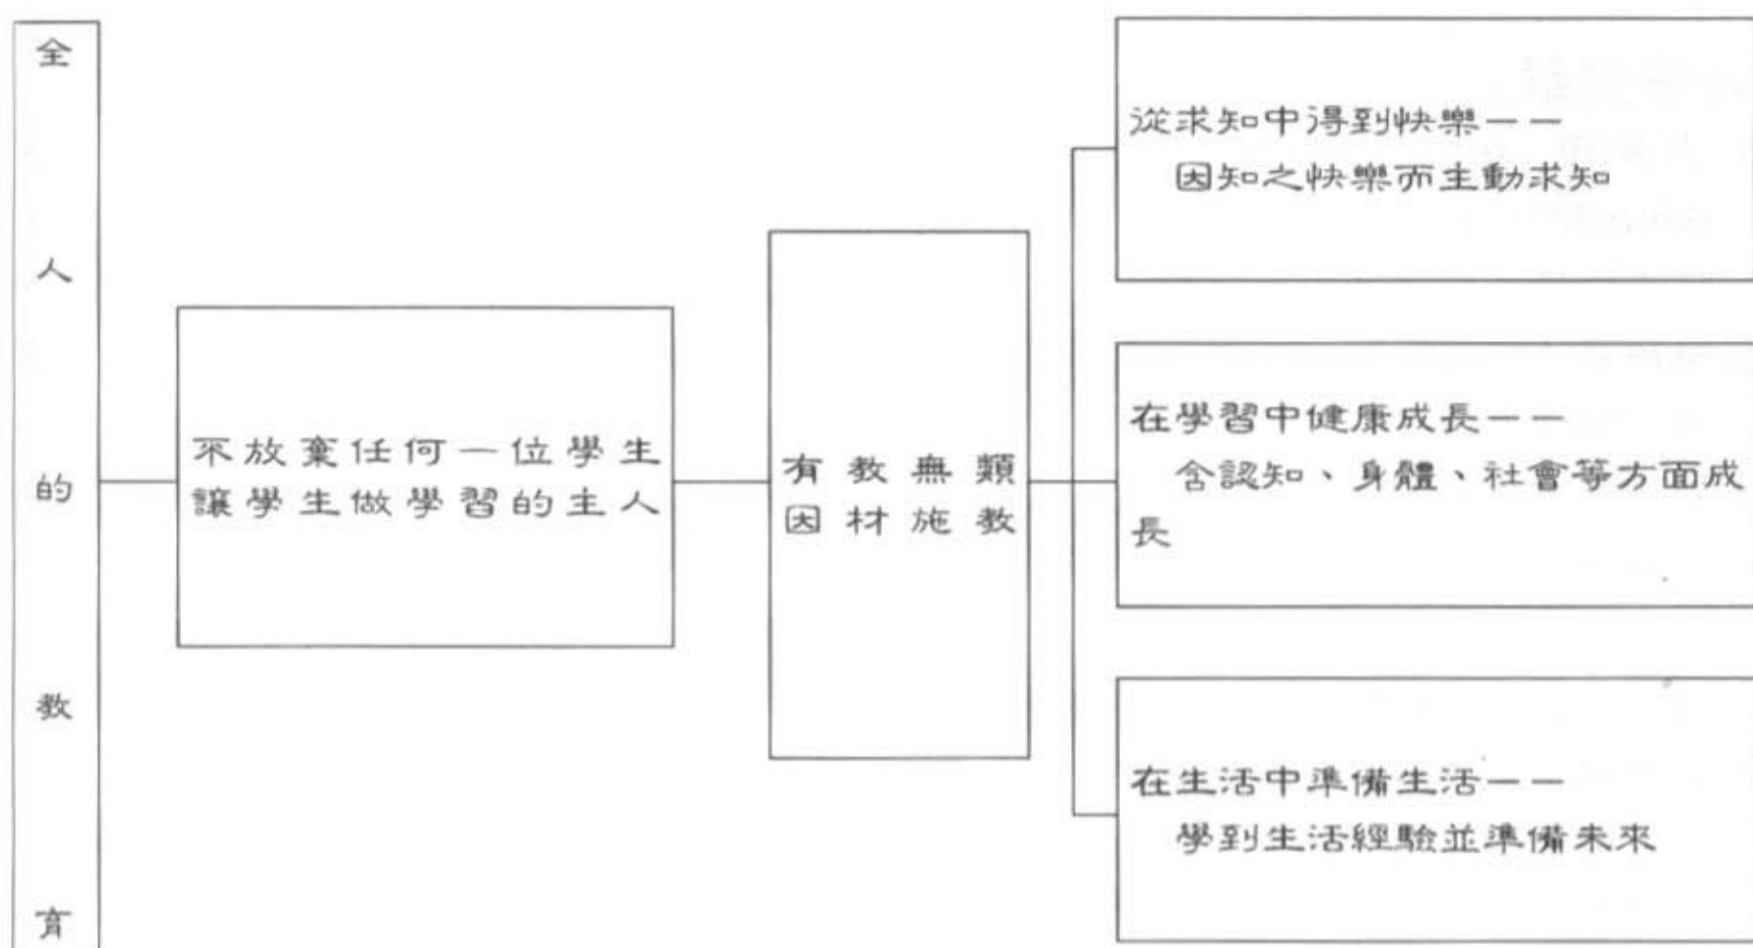 全人的教育
不放棄任何一位學生
讓學生做學習的主人
有教無類
因材施教
從求知中得到快樂——
因知之快樂而主動求知
在學習中健康成長——
含認知、身體、社會等方面成
長
在生活中準備生活——
學到生活經驗並準備未來